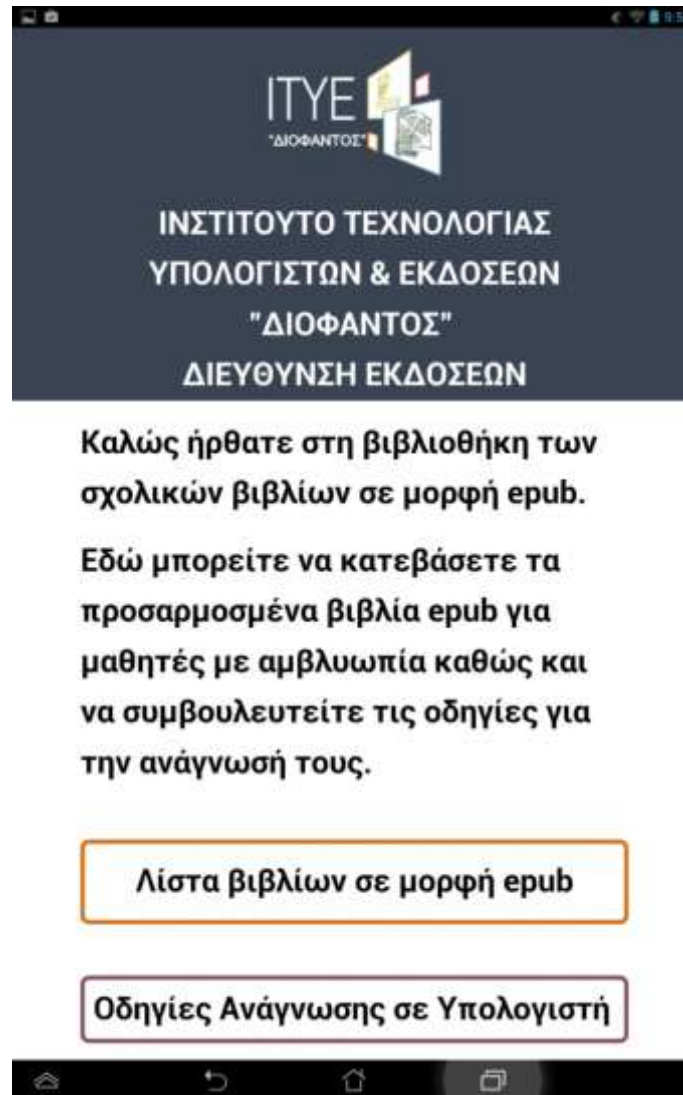 9:5
ΙΤΥΕ
"ΔΙΟΦΑΝΤΟΣ"
ΙΝΣΤΙΤΟΥΤΟ ΤΕΧΝΟΛΟΓΙΑΣ
ΥΠΟΛΟΓΙΣΤΩΝ & ΕΚΔΟΣΕΩΝ
"ΔΙΟΦΑΝΤΟΣ"
ΔΙΕΥΘΥΝΣΗ ΕΚΔΟΣΕΩΝ
Καλώς ήρθατε στη βιβλιοθήκη των
σχολικών βιβλίων σε μορφή epub.
Εδώ μπορείτε να κατεβάσετε τα
προσαρμοσμένα βιβλία epub για
μαθητές με αμβλυωπία καθώς και
να συμβουλευτείτε τις οδηγίες για
την ανάγνωσή τους.
Λίστα βιβλίων σε μορφή epub
Οδηγίες Ανάγνωσης σε Υπολογιστή